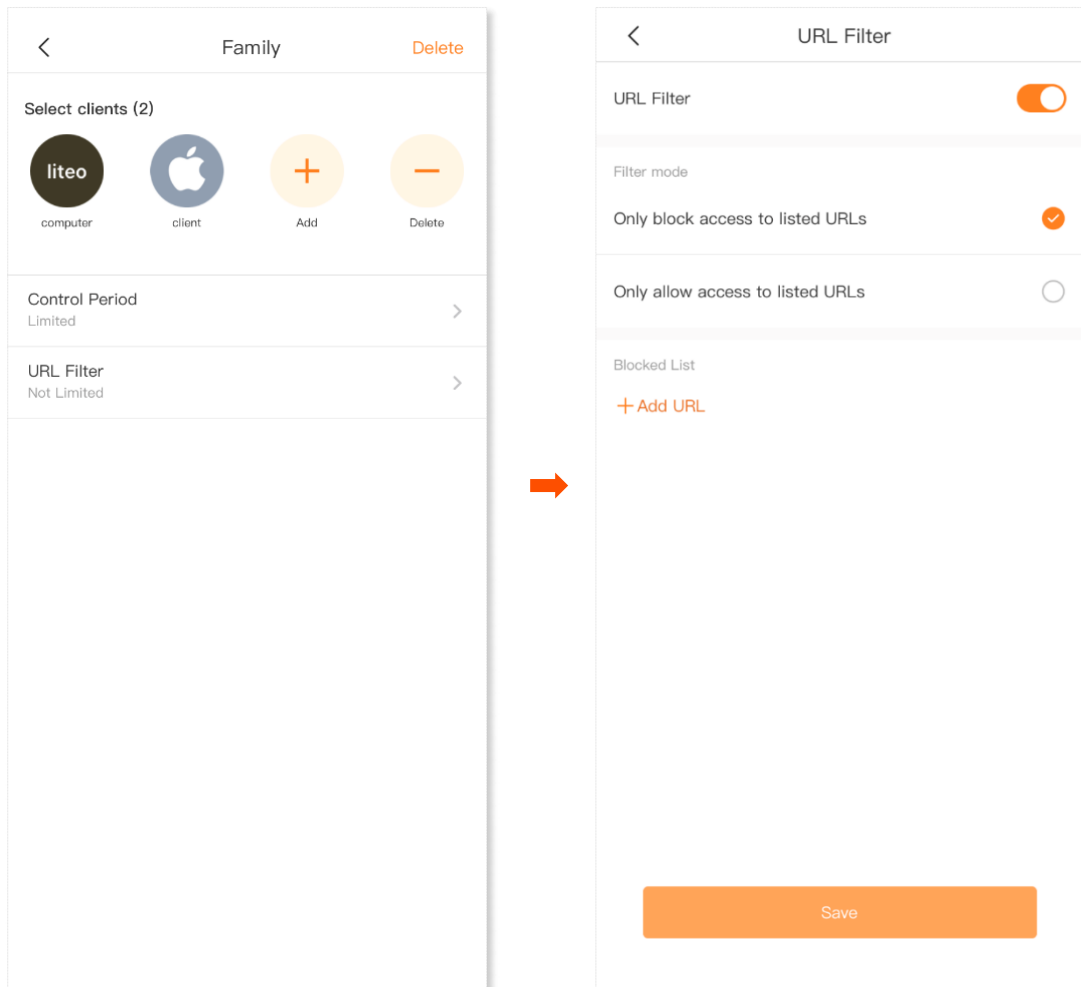 Family
Delete
Select clients (2)
liteo
computer
client
Add
Delete
Control Period
Limited
URL Filter
Not Limited
URL Filter
URL Filter
Filter mode
Only block access to listed URLs
Only allow access to listed URLs
Blocked List
+ Add URL
Save